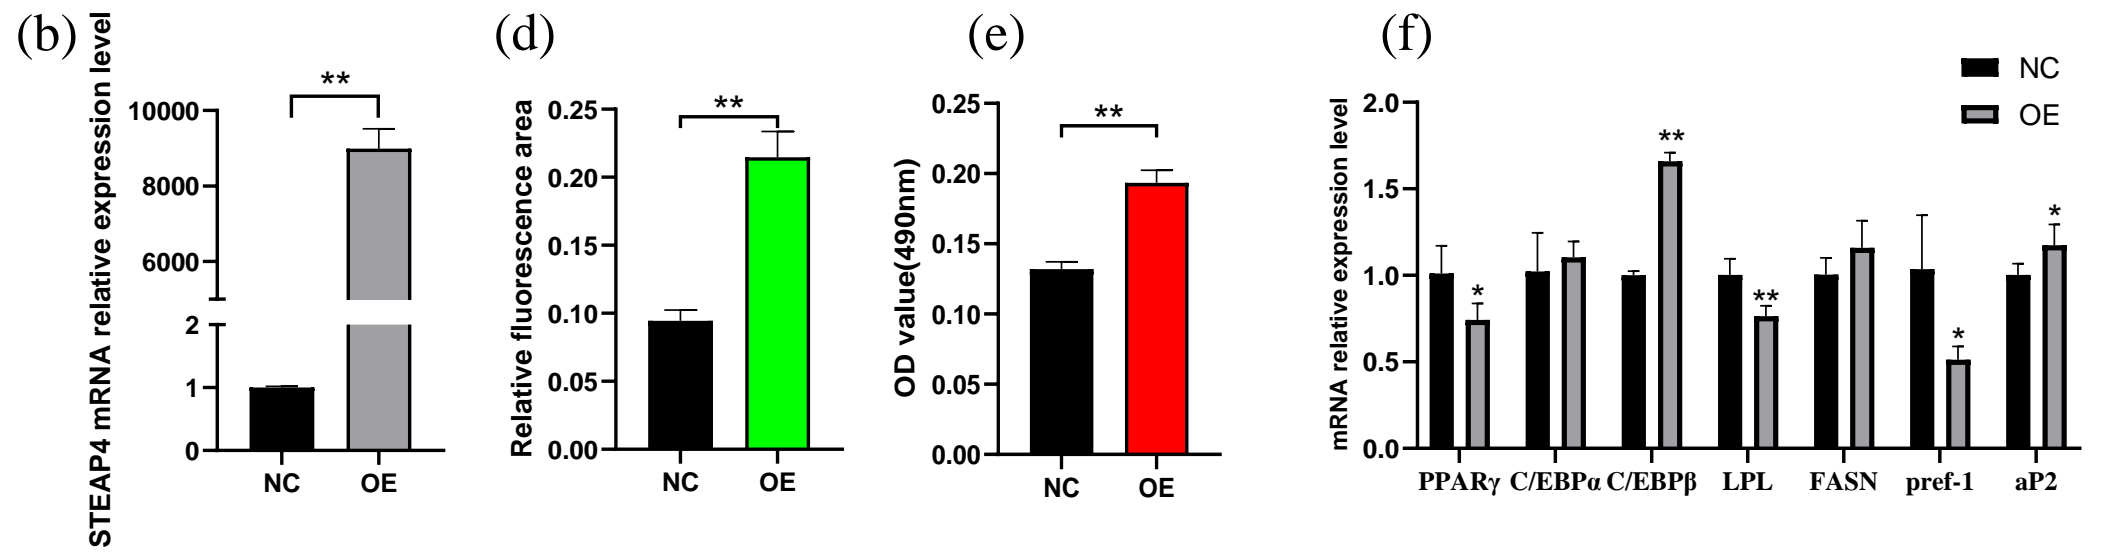 (b)
STEAP4 mRNA relative expression level
10000
8000
6000
2
1
0
**
NC OE
(d)
Relative fluorescence area
0.25
0.20
0.15
0.10
0.05
0.00
**
NC OE
(e)
OD value(490nm)
0.25
0.20
0.15
0.10
0.05
0.00
**
NC OE
(f)
mRNA relative expression level
2.0
1.5
1.0
0.5
0.0
NC
OE
*
**
**
*
*
PPARγ C/EBPα C/EBPβ LPL FASN pref-1 aP2